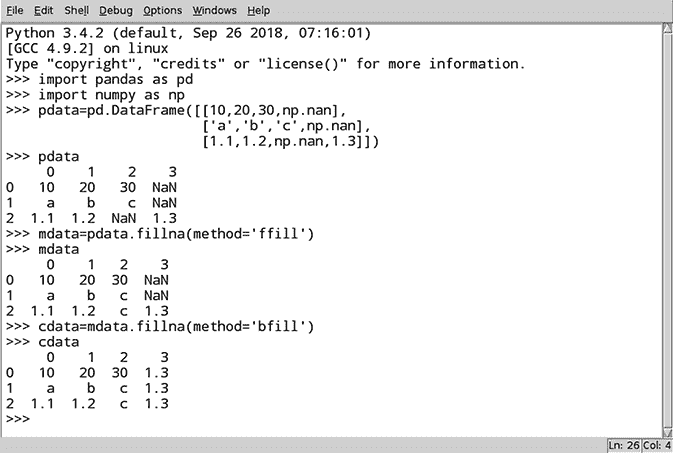 File Edit Shell Debug Options Windows Help
Python 3.4.2 (default, Sep 26 2018, 07:16:01)
[GCC 4.9.2] on linux
Type "copyright", "credits" or "license()" for more information.
>>> import pandas as pd
>>> import numpy as np
>>> pdata=pd.DataFrame([[10,20,30,np.nan],
                        ['a','b','c',np.nan],
                        [1.1,1.2,np.nan,1.3]])
>>> pdata
     0    1    2    3
0   10   20   30  NaN
1    a    b    c  NaN
2  1.1  1.2  NaN  1.3
>>> mdata=pdata.fillna(method='ffill')
>>> mdata
     0    1   2    3
0   10   20  30  NaN
1    a    b   c  NaN
2  1.1  1.2   c  1.3
>>> cdata=mdata.fillna(method='bfill')
>>> cdata
     0    1   2    3
0   10   20  30  1.3
1    a    b   c  1.3
2  1.1  1.2   c  1.3
>>>
Ln: 26 Col: 4